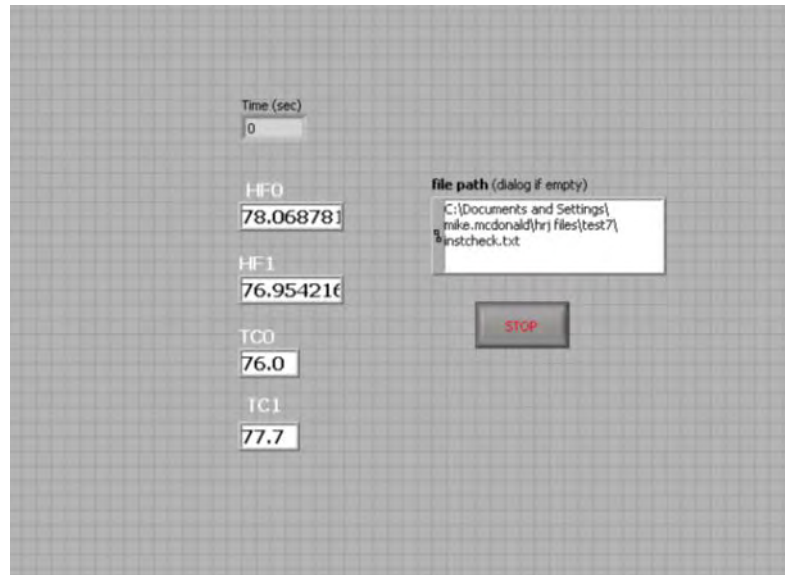 Time (sec)
0
HF0
78.068781
HF1
76.954216
TC0
76.0
TC1
77.7
file path (dialog if empty)
C:\Documents and Settings\
mike.mcdonald\hrj files\test7\
instcheck.txt
STOP